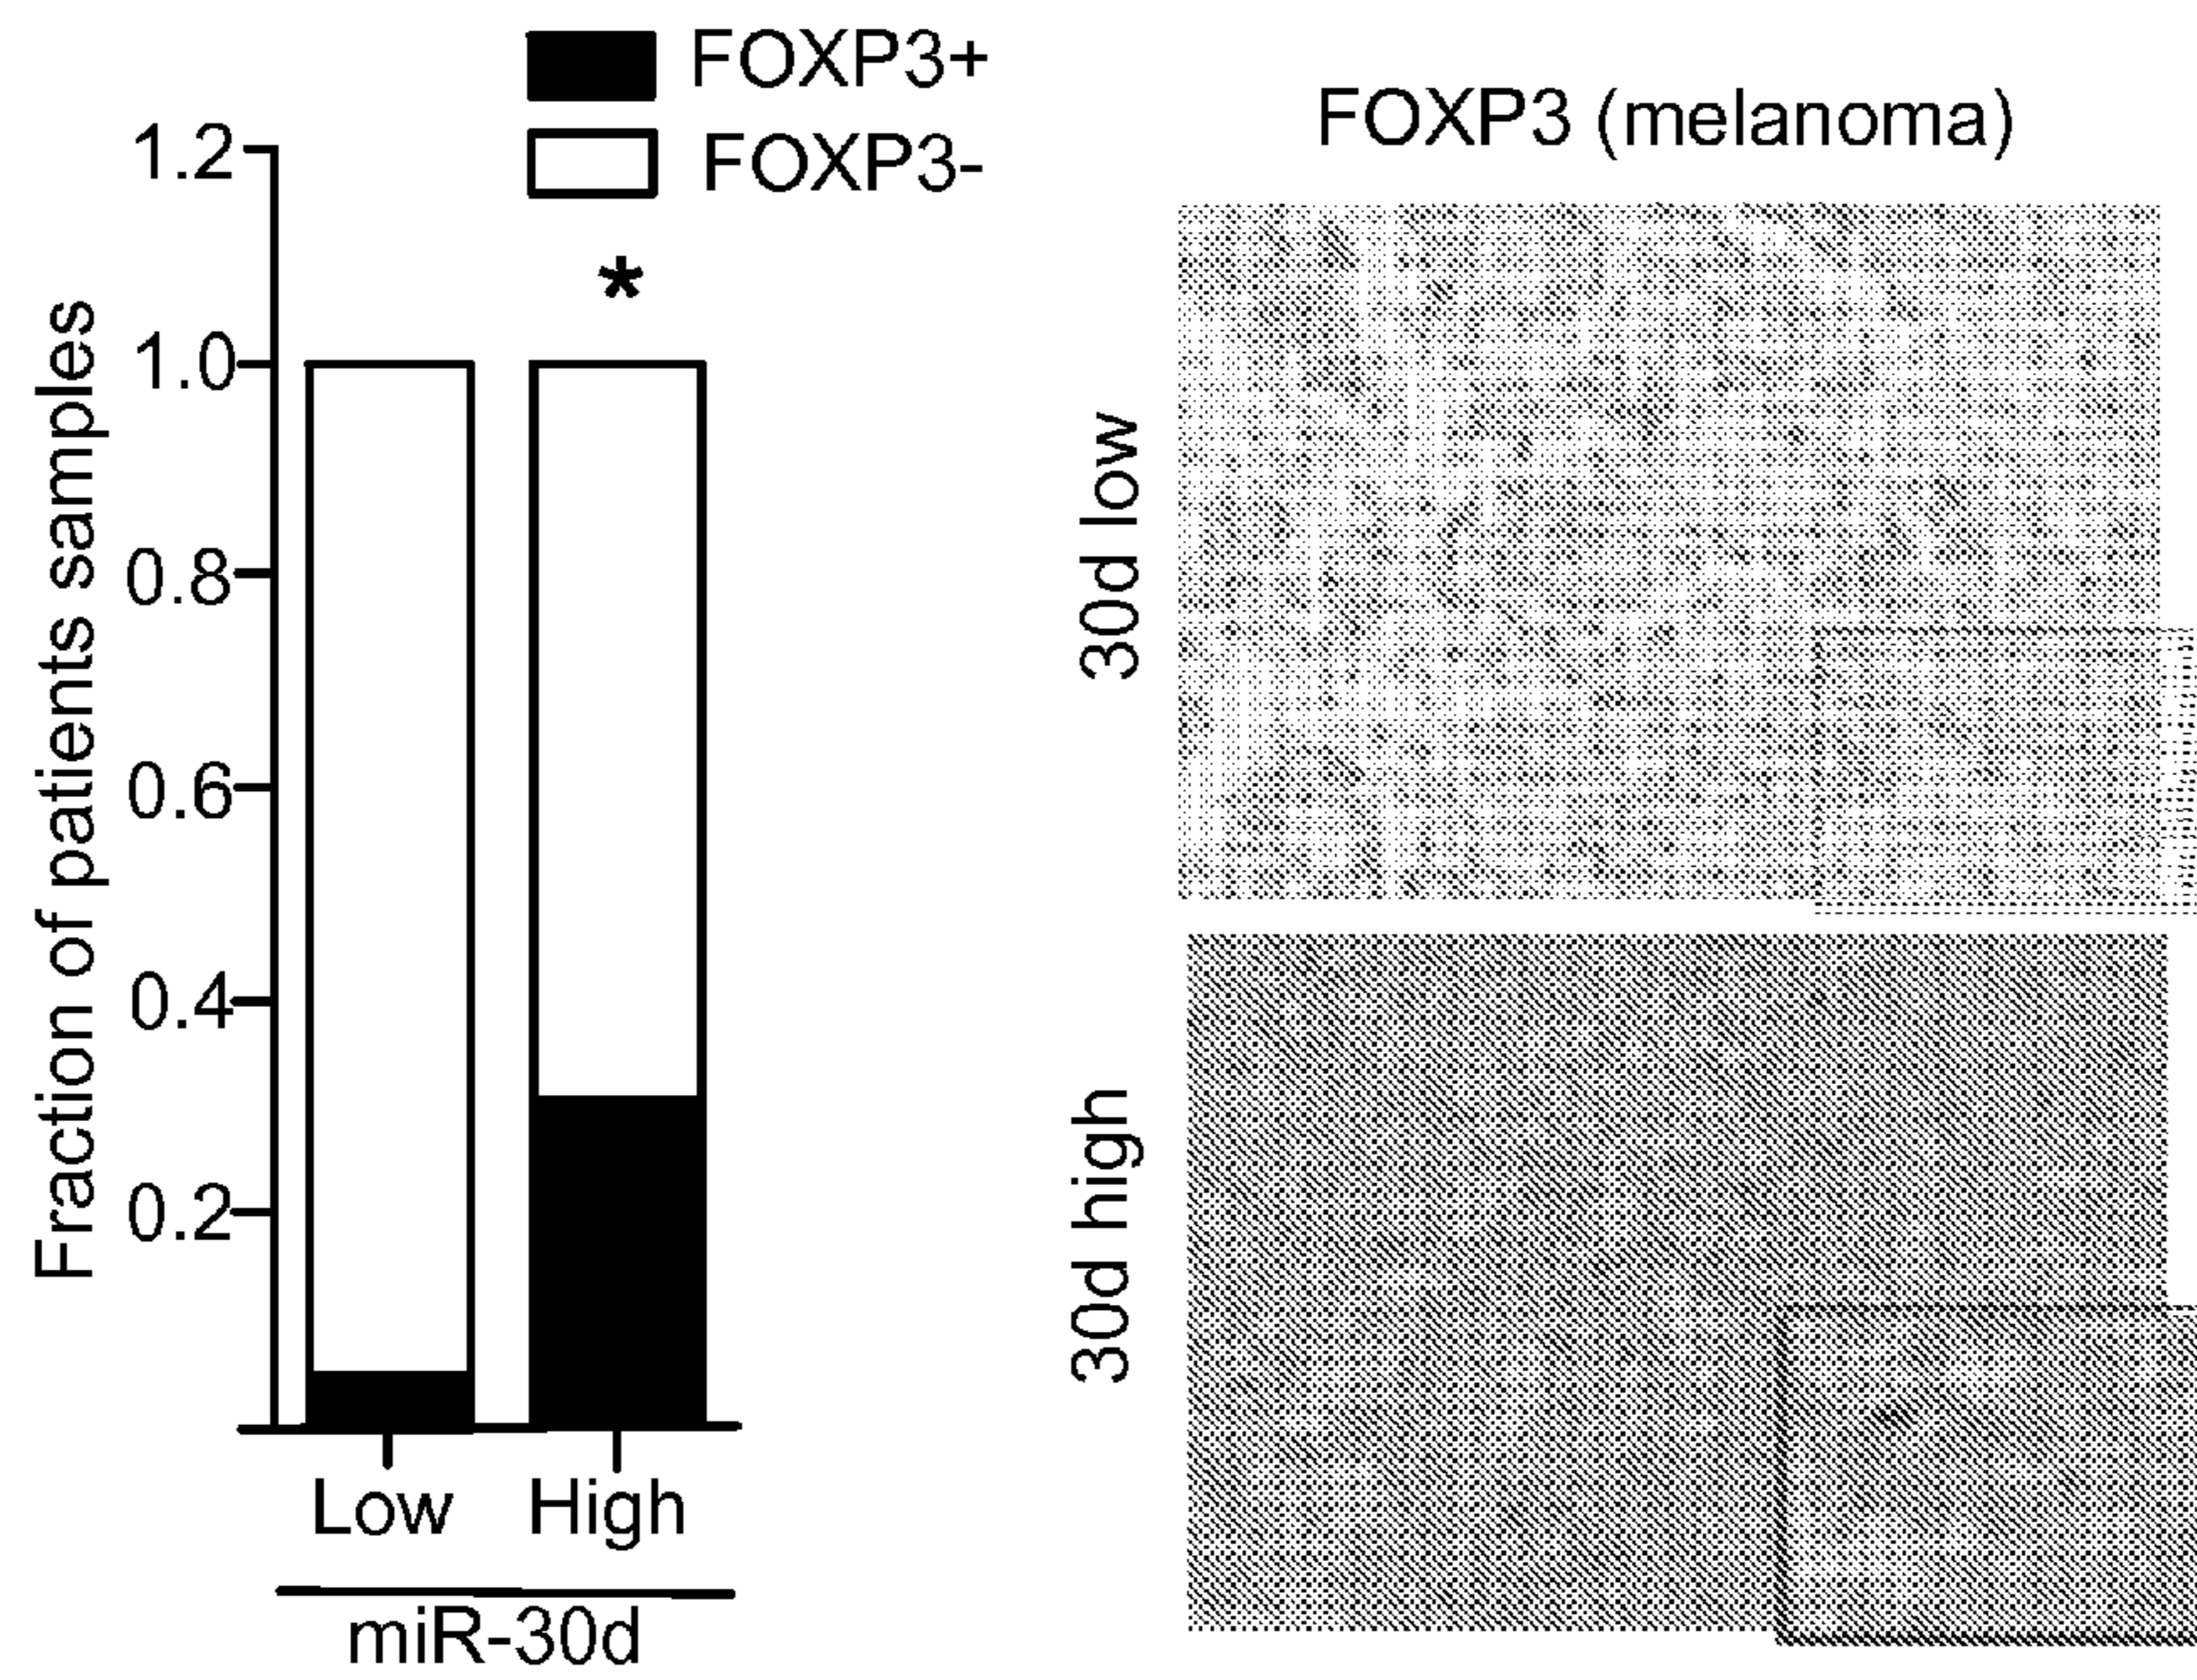 FOXP3+
FOXP3-
FOXP3 (melanoma)
1.2
1.0
0.8
0.6
0.4
0.2
Fraction of patients samples
*
Low
High
miR-30d
30d low
30d high